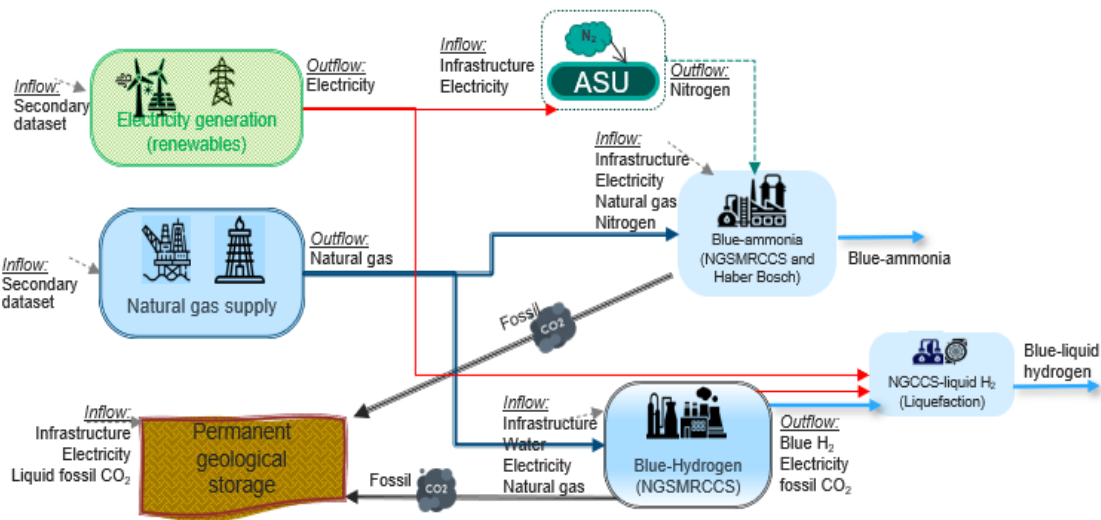 Inflow:
Secondary
dataset
Electricity generation
(renewables)
Outflow:
Electricity
Inflow:
Infrastructure
Electricity
N₂
ASU
Outflow:
Nitrogen
Inflow:
Infrastructure
Electricity
Natural gas
Nitrogen
Blue-ammonia
(NGSMRCCS and
Haber Bosch)
Blue-ammonia
Inflow:
Secondary
dataset
Natural gas supply
Outflow:
Natural gas
Fossil
CO2
NGCCS-liquid H₂
(Liquefaction)
Blue-liquid
hydrogen
Inflow:
Infrastructure
Electricity
Liquid fossil CO₂
Permanent
geological
storage
Fossil
CO2
Inflow:
Infrastructure
Water
Electricity
Natural gas
Blue-Hydrogen
(NGSMRCCS)
Outflow:
Blue H₂
Electricity
fossil CO₂